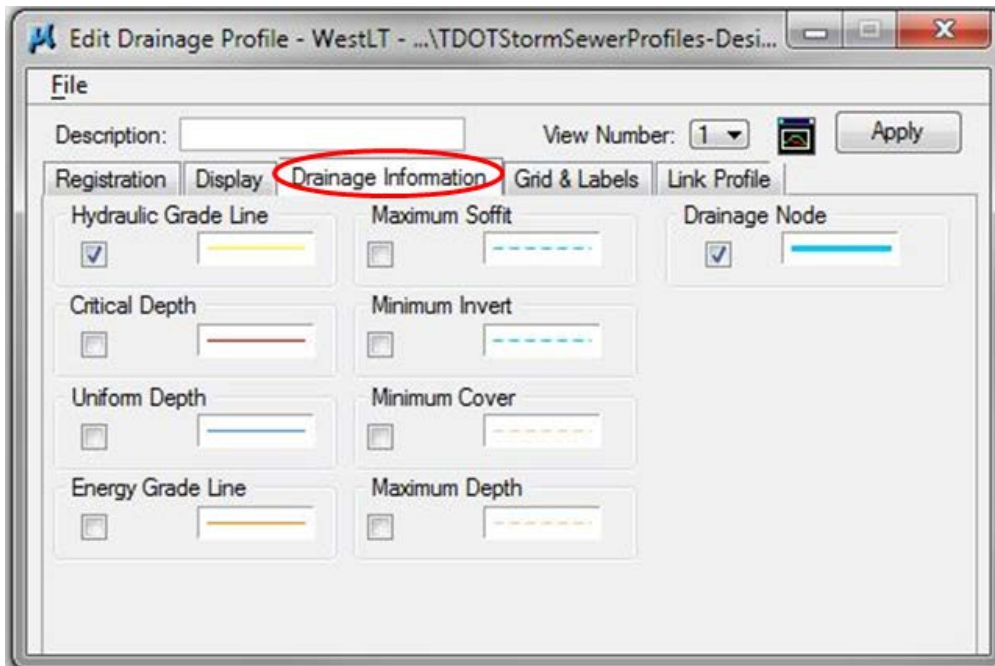 Edit Drainage Profile - WestLT - ...\TDOTStormSewerProfiles-Desi...
File
Description: View Number: 1 Apply
Registration Display Drainage Information Grid & Labels Link Profile
Hydraulic Grade Line Maximum Soffit Drainage Node
Critical Depth Minimum Invert
Uniform Depth Minimum Cover
Energy Grade Line Maximum Depth